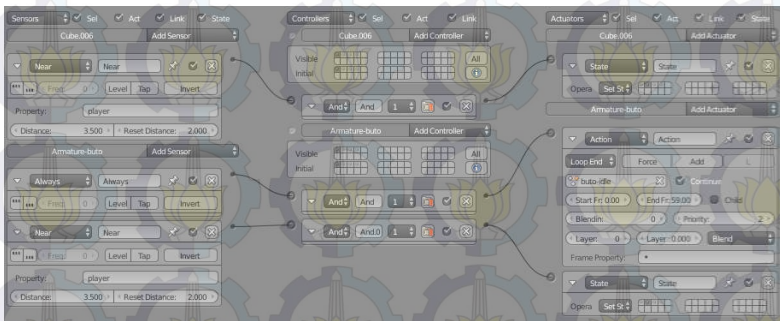 Sensors Sel Act Link State
Cube.006 Add Sensor
Near Near
Freq: 0 Level Tap Invert
Property: player
Distance: 3.500 Reset Distance: 2.000
Armature-buto Add Sensor
Always Always
Freq: 0 Level Tap Invert
Near Near
Freq: 0 Level Tap Invert
Property: player
Distance: 3.500 Reset Distance: 2.000
Controllers Sel Act Link
Cube.006 Add Controller
Visible All
Initial
And And 1
Armature-buto Add Controller
Visible All
Initial
And And 1
And And.0 1
Actuators Sel Act Link State
Cube.006 Add Actuator
State State
Opera Set St
Armature-buto Add Actuator
Action Action
Loop End Force Add L
buto-idle Continue
Start Fr: 0.00 End Fr: 59.00 Child
Blendin: 0 Priority: 2
Layer: 0 Layer: 0.000 Blend
Frame Property:
State State
Opera Set St